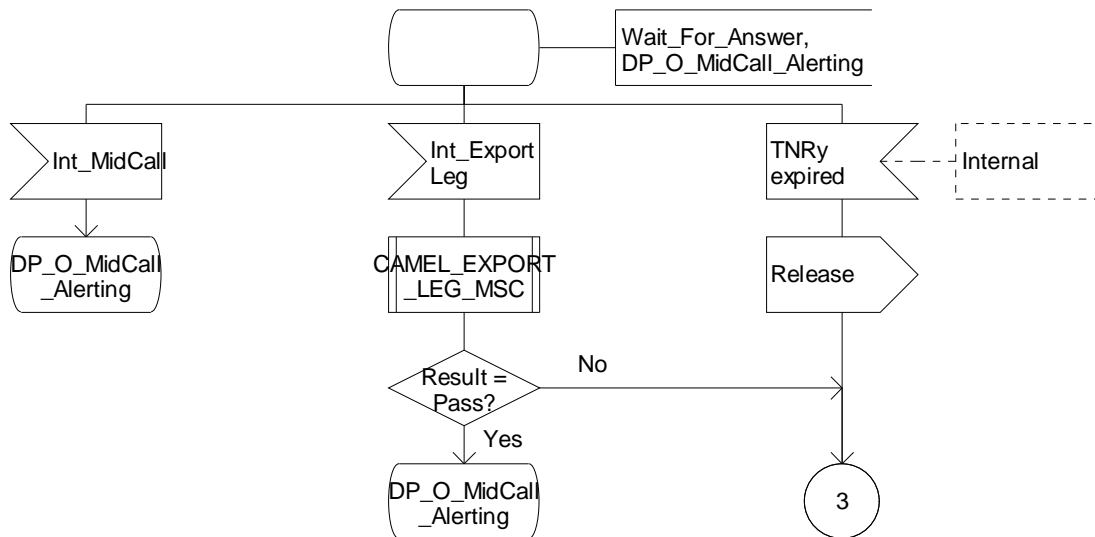 Wait_For_Answer,
DP_O_MidCall_Alerting
Int_MidCall
Int_Export
Leg
TNRy
expired
Internal
DP_O_MidCall
_Alerting
CAMEL_EXPORT
_LEG_MSC
Release
Result =
Pass?
No
Yes
DP_O_MidCall
_Alerting
3